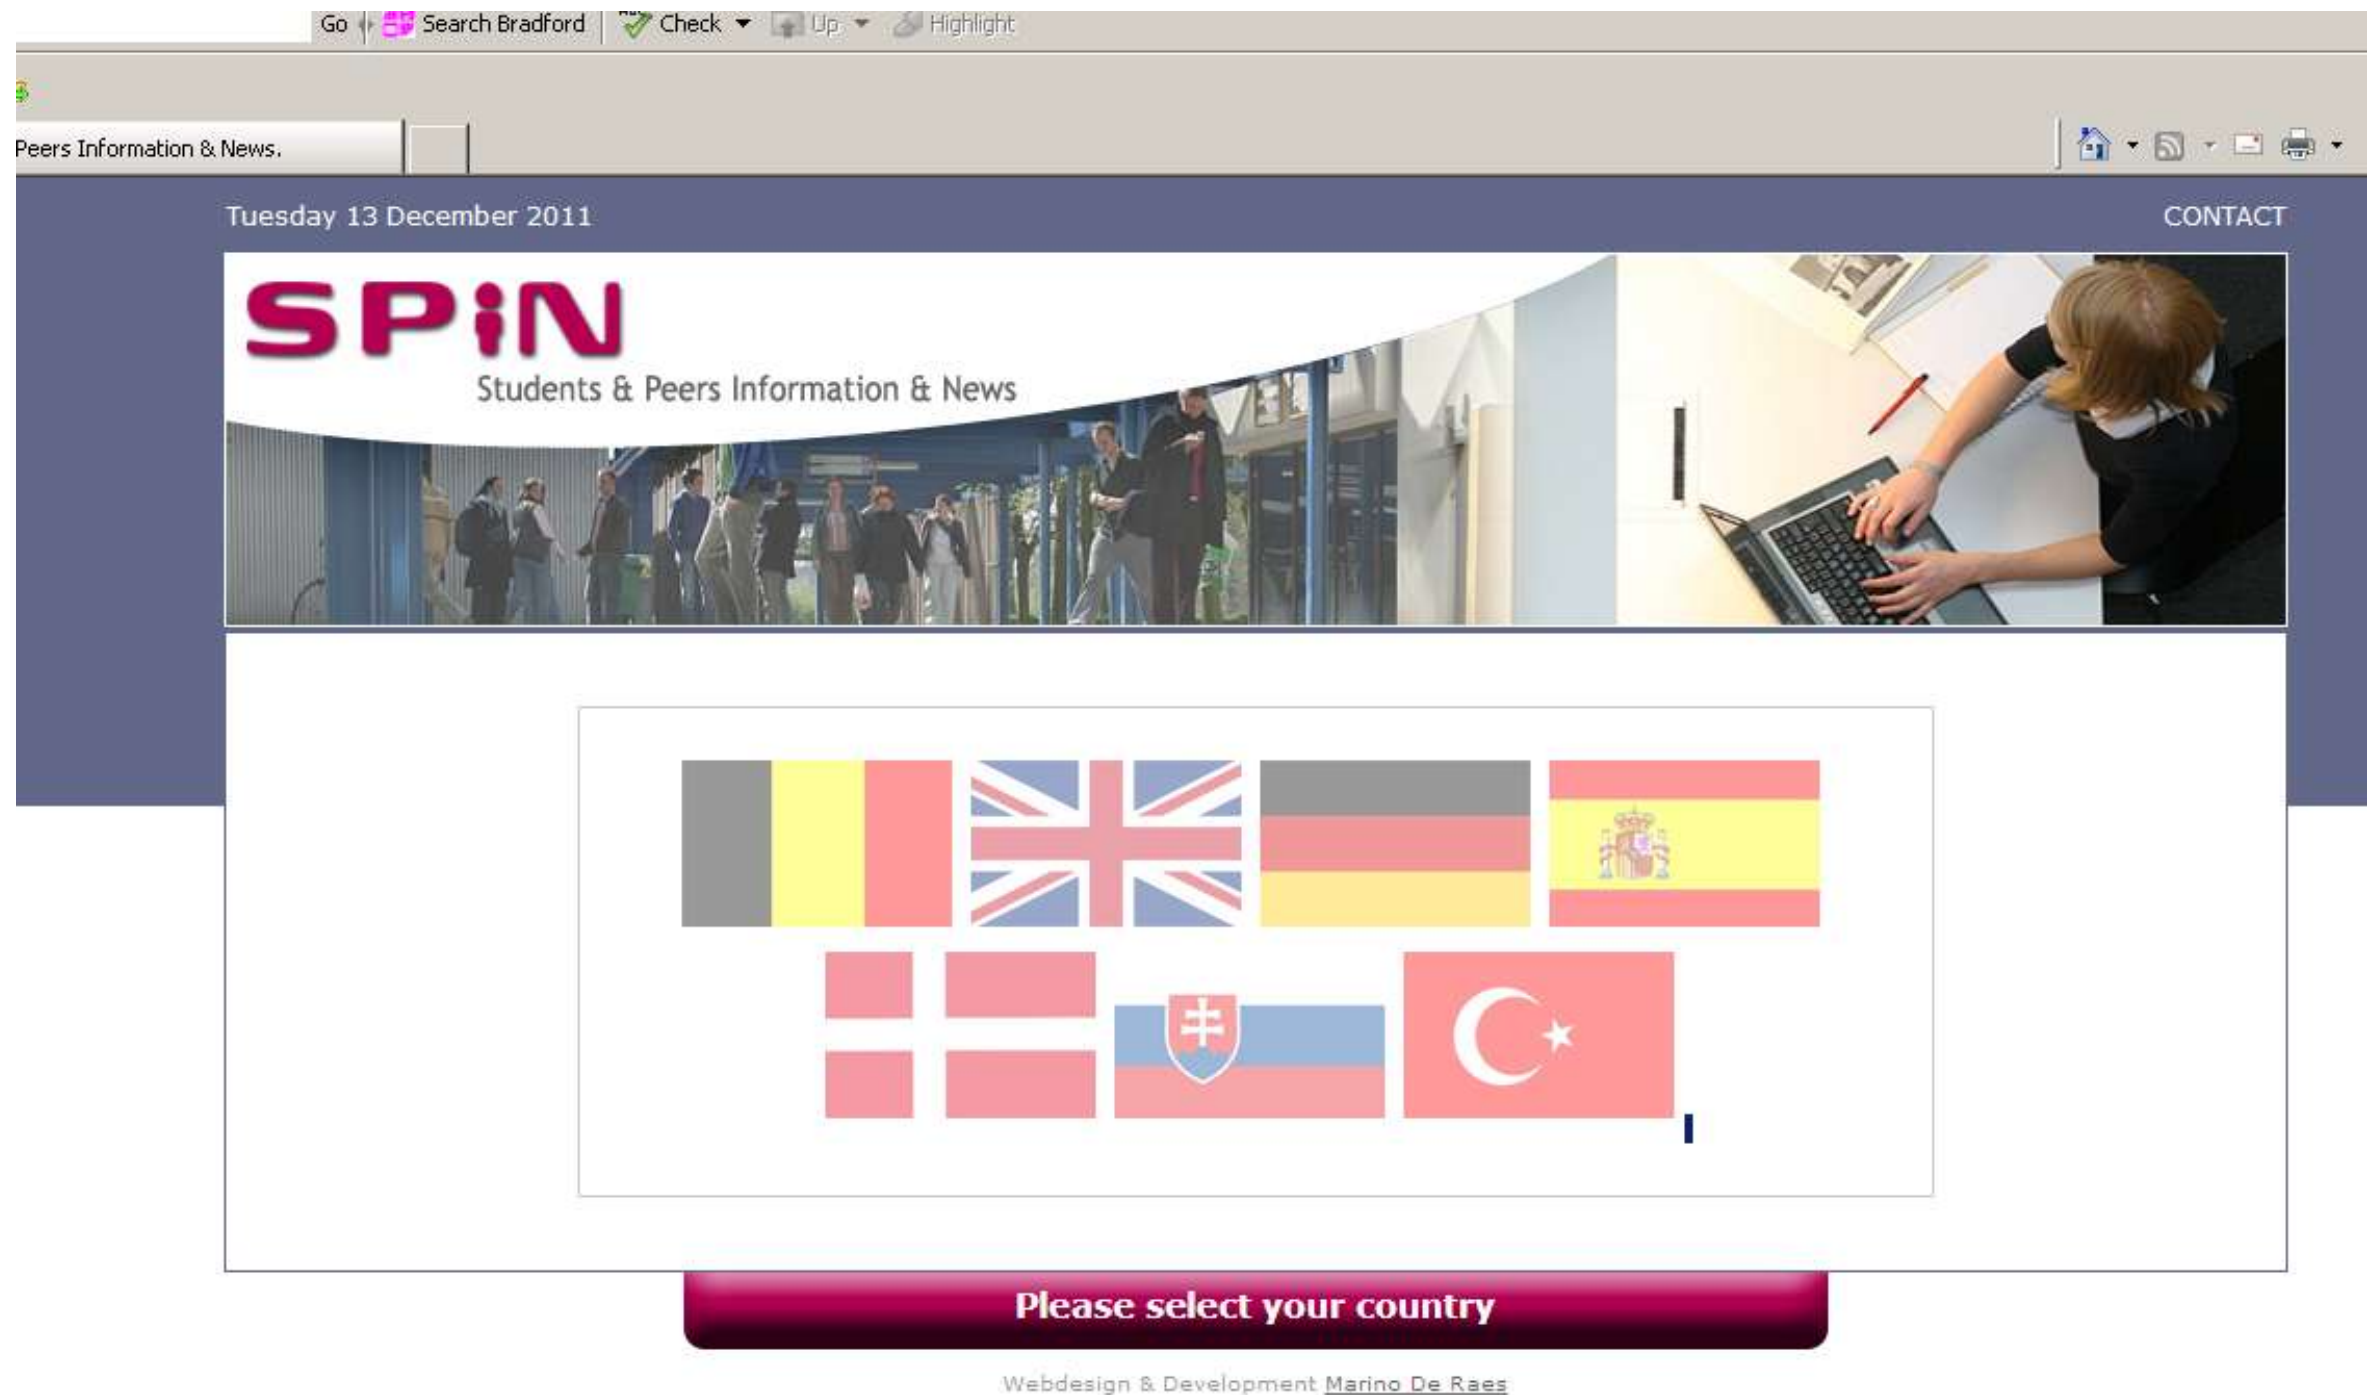 Go Search Bradford Check Up Highlight
Peers Information & News.
Tuesday 13 December 2011 CONTACT
SPiN
Students & Peers Information & News
Please select your country
Webdesign & Development Marino De Raes